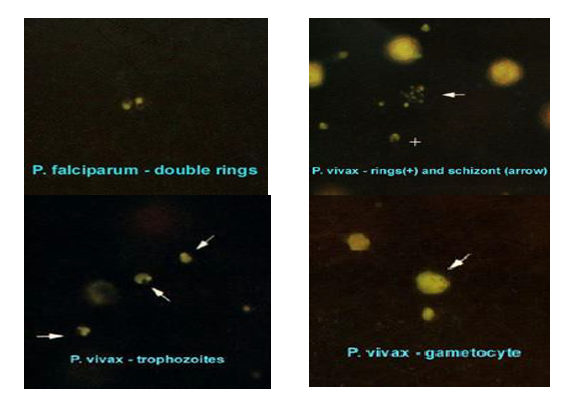 P. falciparum - double rings
P. vivax - rings(+) and schizont (arrow)
P. vivax - trophozoites
P. vivax - gametocyte